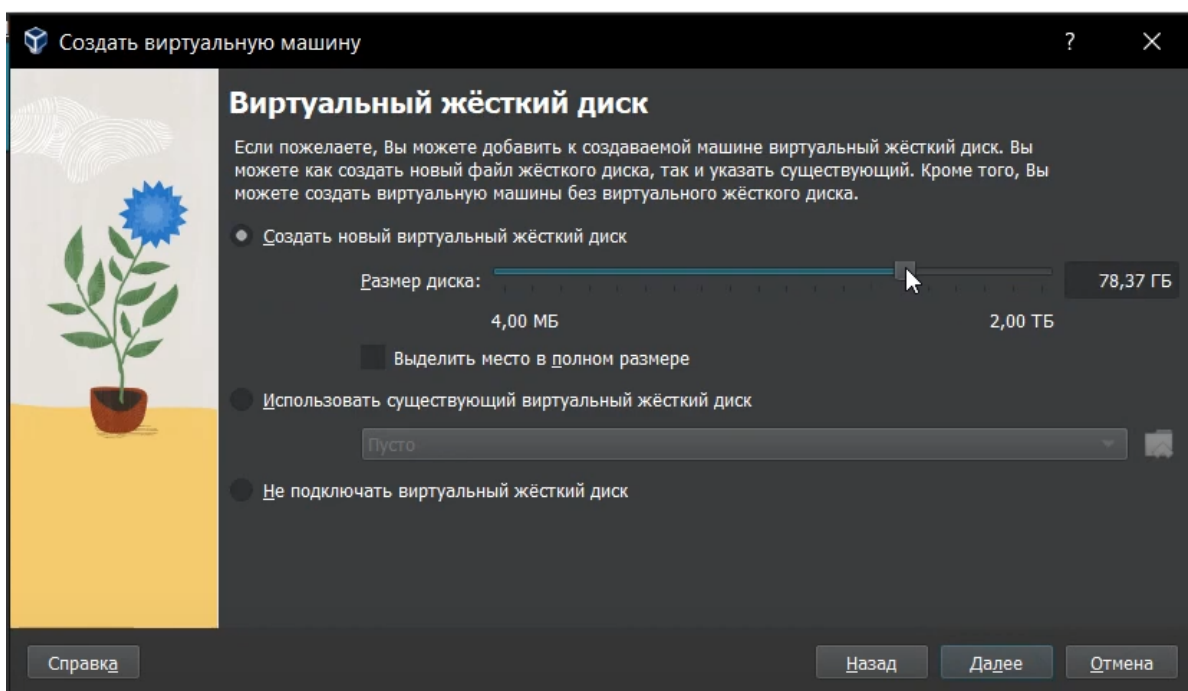 Создать виртуальную машину
?
Виртуальный жёсткий диск
Если пожелаете, Вы можете добавить к создаваемой машине виртуальный жёсткий диск. Вы
можете как создать новый файл жёсткого диска, так и указать существующий. Кроме того, Вы
можете создать виртуальную машины без виртуального жёсткого диска.
Создать новый виртуальный жёсткий диск
Размер диска:
78,37 ГБ
4,00 МБ 2,00 ТБ
Выделить место в полном размере
Использовать существующий виртуальный жёсткий диск
Пусто
Не подключать виртуальный жёсткий диск
Справка Назад Далее Отмена